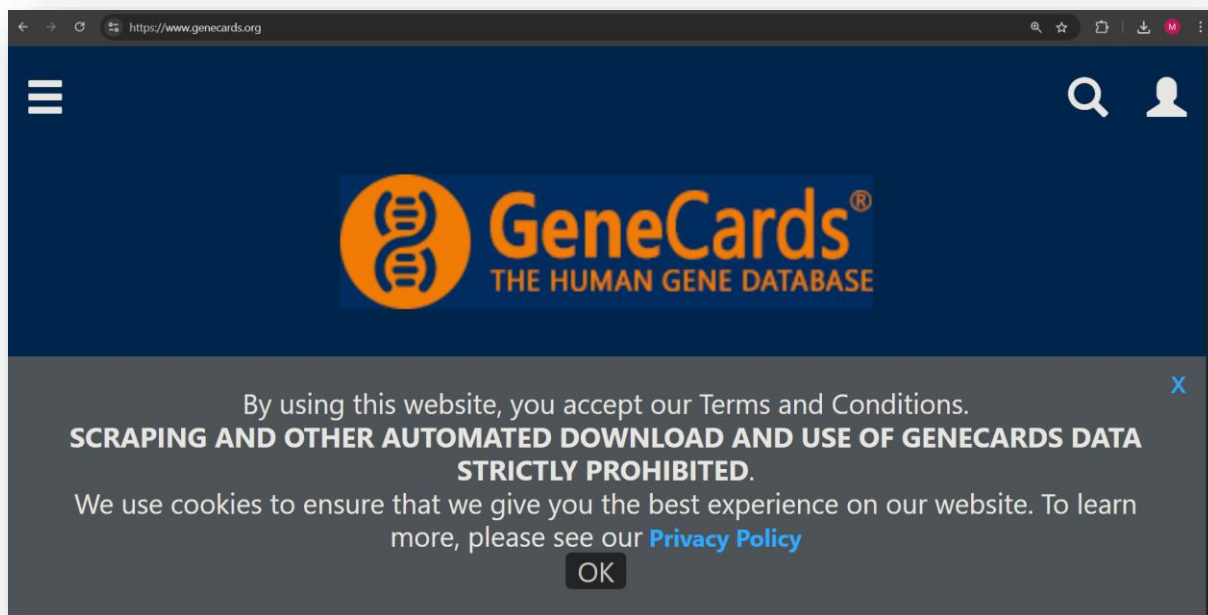 https://www.genecards.org
M
GeneCards®
THE HUMAN GENE DATABASE
X
By using this website, you accept our Terms and Conditions.
SCRAPING AND OTHER AUTOMATED DOWNLOAD AND USE OF GENECARDS DATA
STRICTLY PROHIBITED.
We use cookies to ensure that we give you the best experience on our website. To learn
more, please see our Privacy Policy
OK